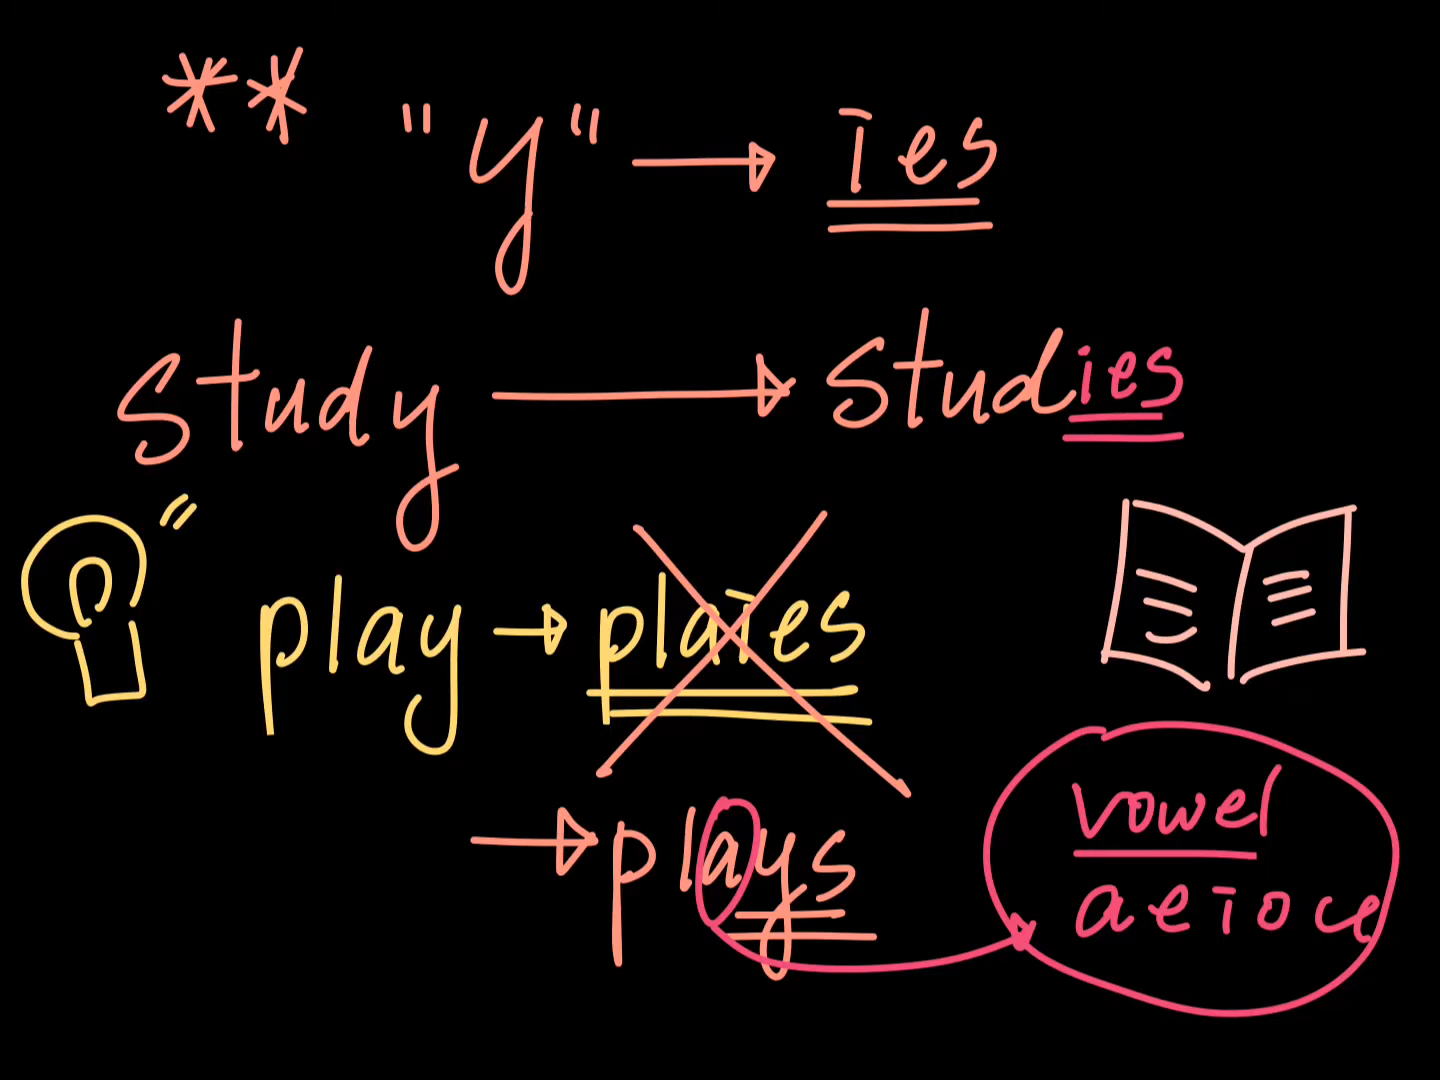 ** "y" → ies
study → studies
play → plaies
→ plays
vowel
a e i o u